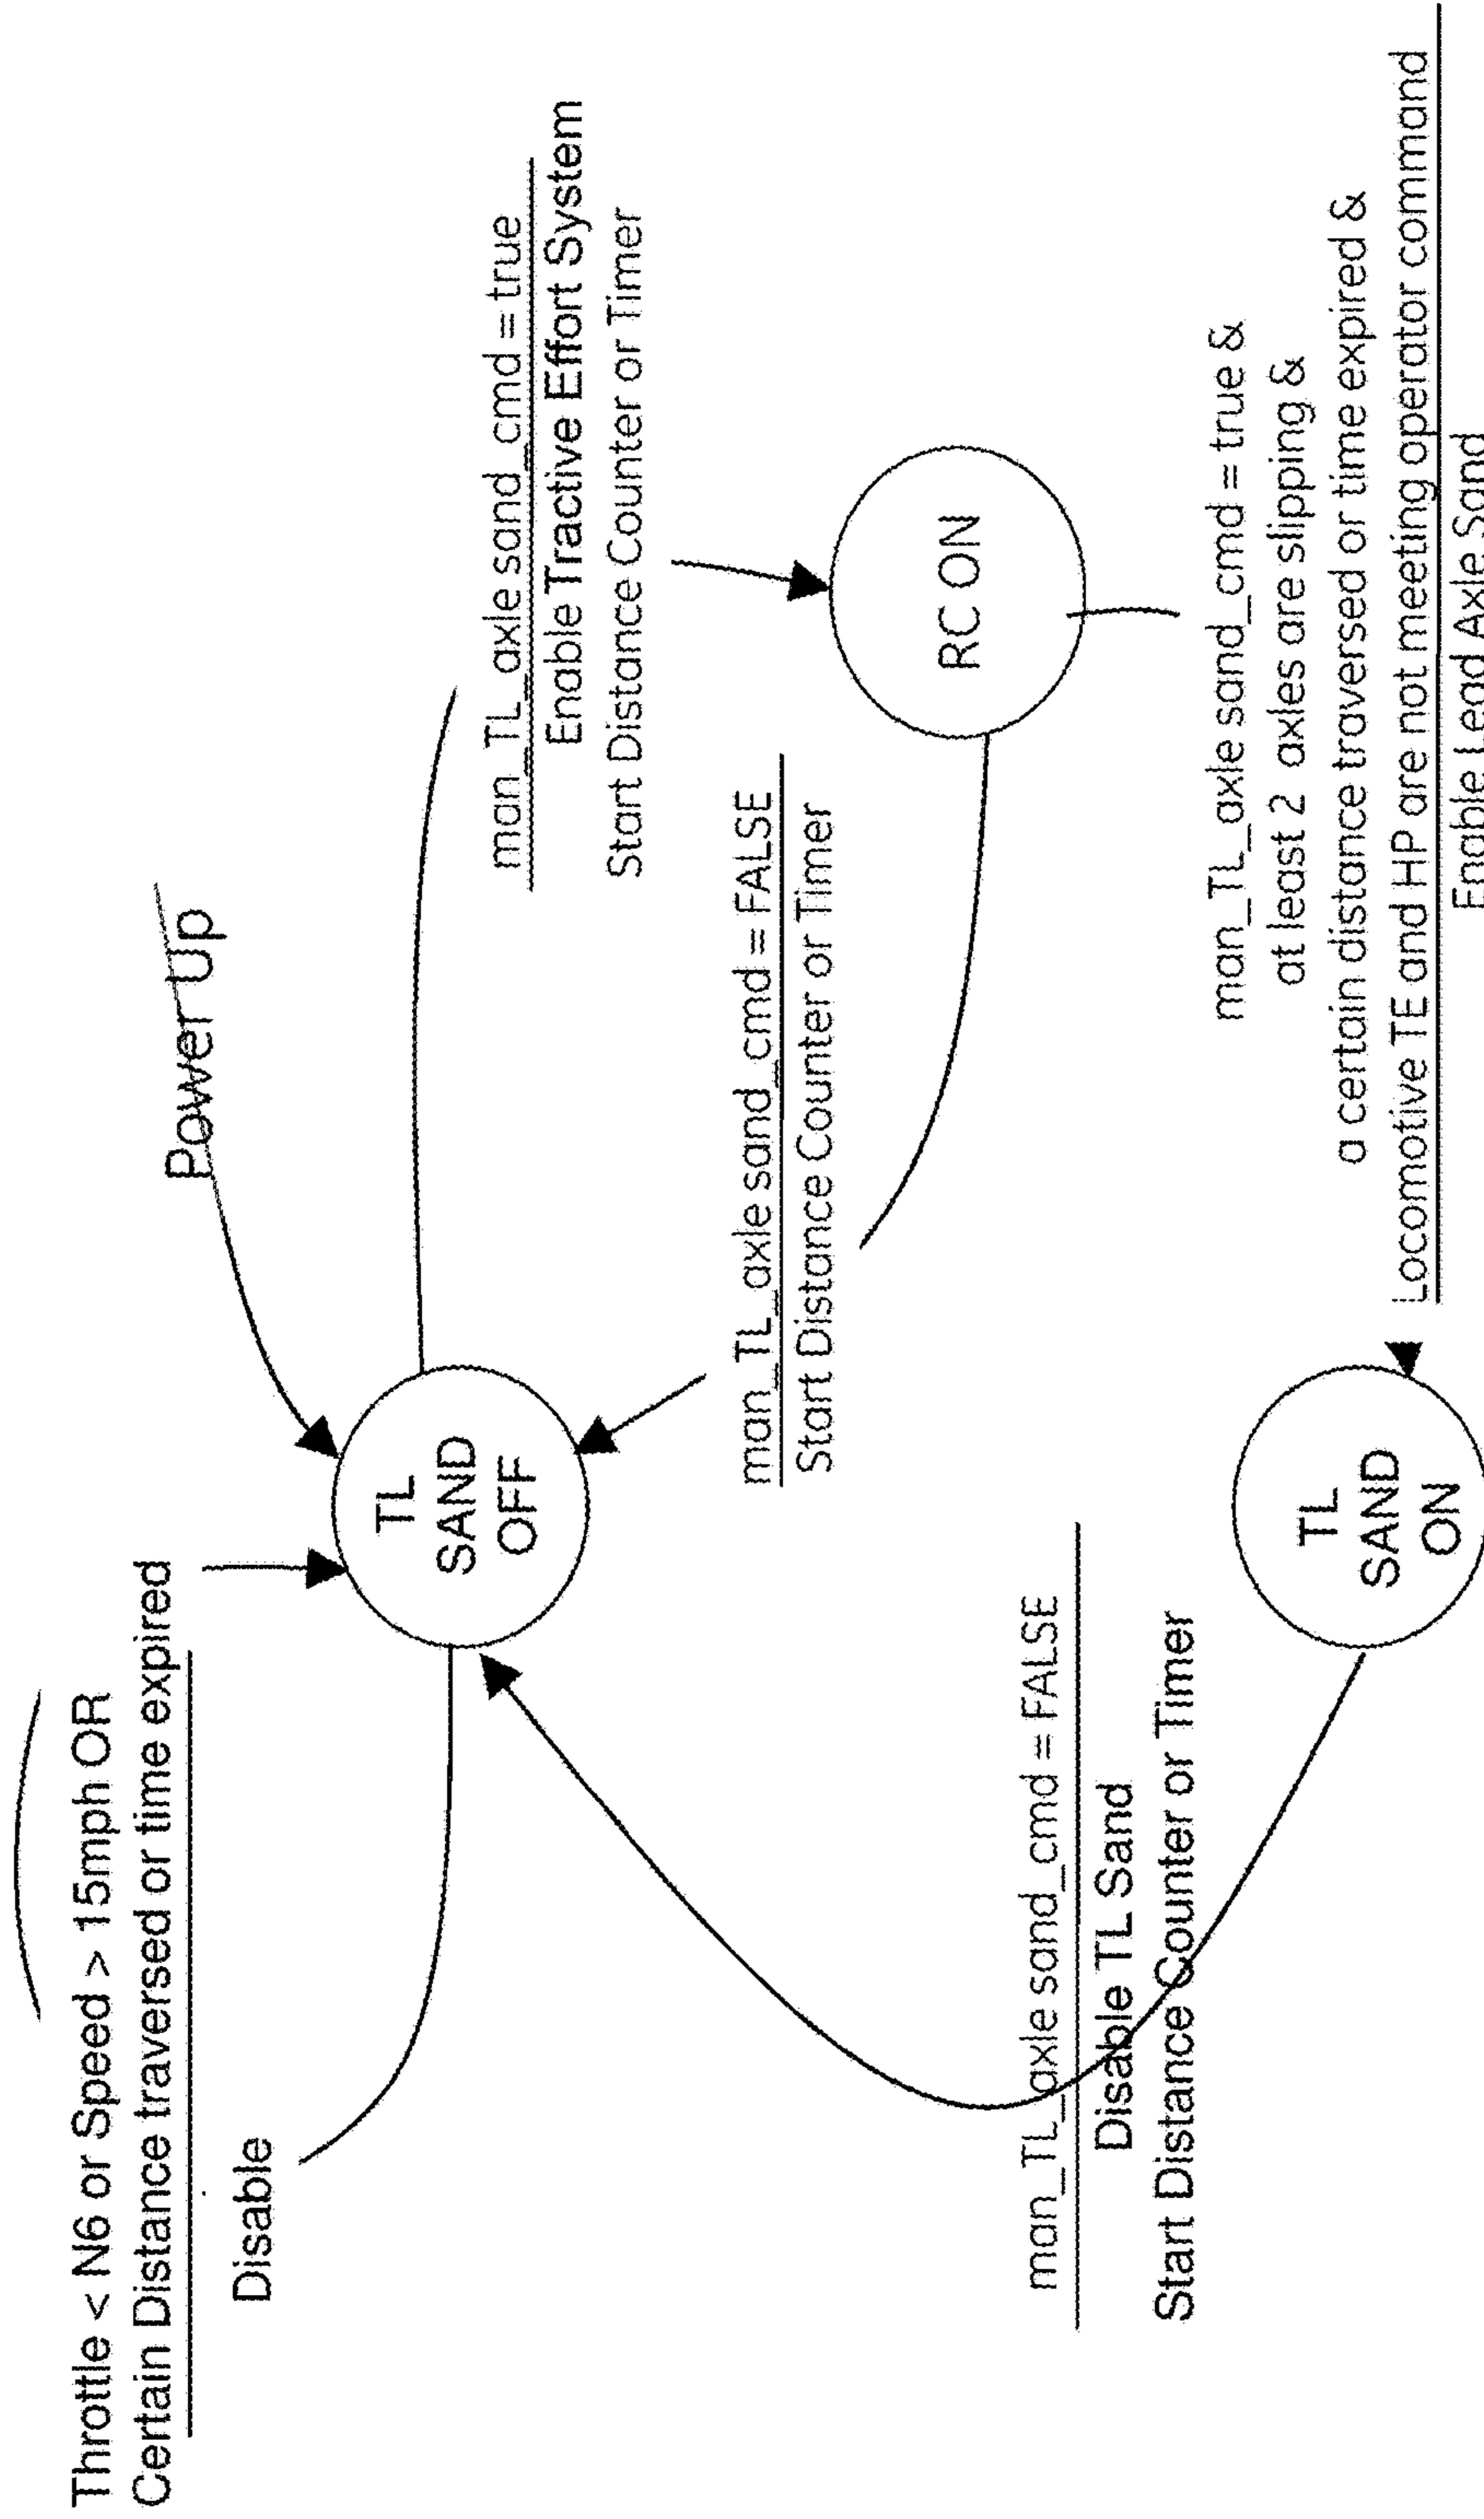 Throttle < N6 or Speed > 15mph OR
Certain Distance traversed or time expired
Disable
Power Up
TL
SAND
OFF
man_TL_axle sand_cmd = true
Enable Tractive Effort System
Start Distance Counter or Timer
man_TL_axle sand_cmd = FALSE
Start Distance Counter or Timer
RC ON
man_TL_axle sand_cmd = FALSE
Disable TL Sand
Start Distance Counter or Timer
man_TL_axle sand_cmd = true &
at least 2 axles are slipping &
a certain distance traversed or time expired &
Locomotive TE and HP are not meeting operator command
Enable Lead Axle Sand
TL
SAND
ON